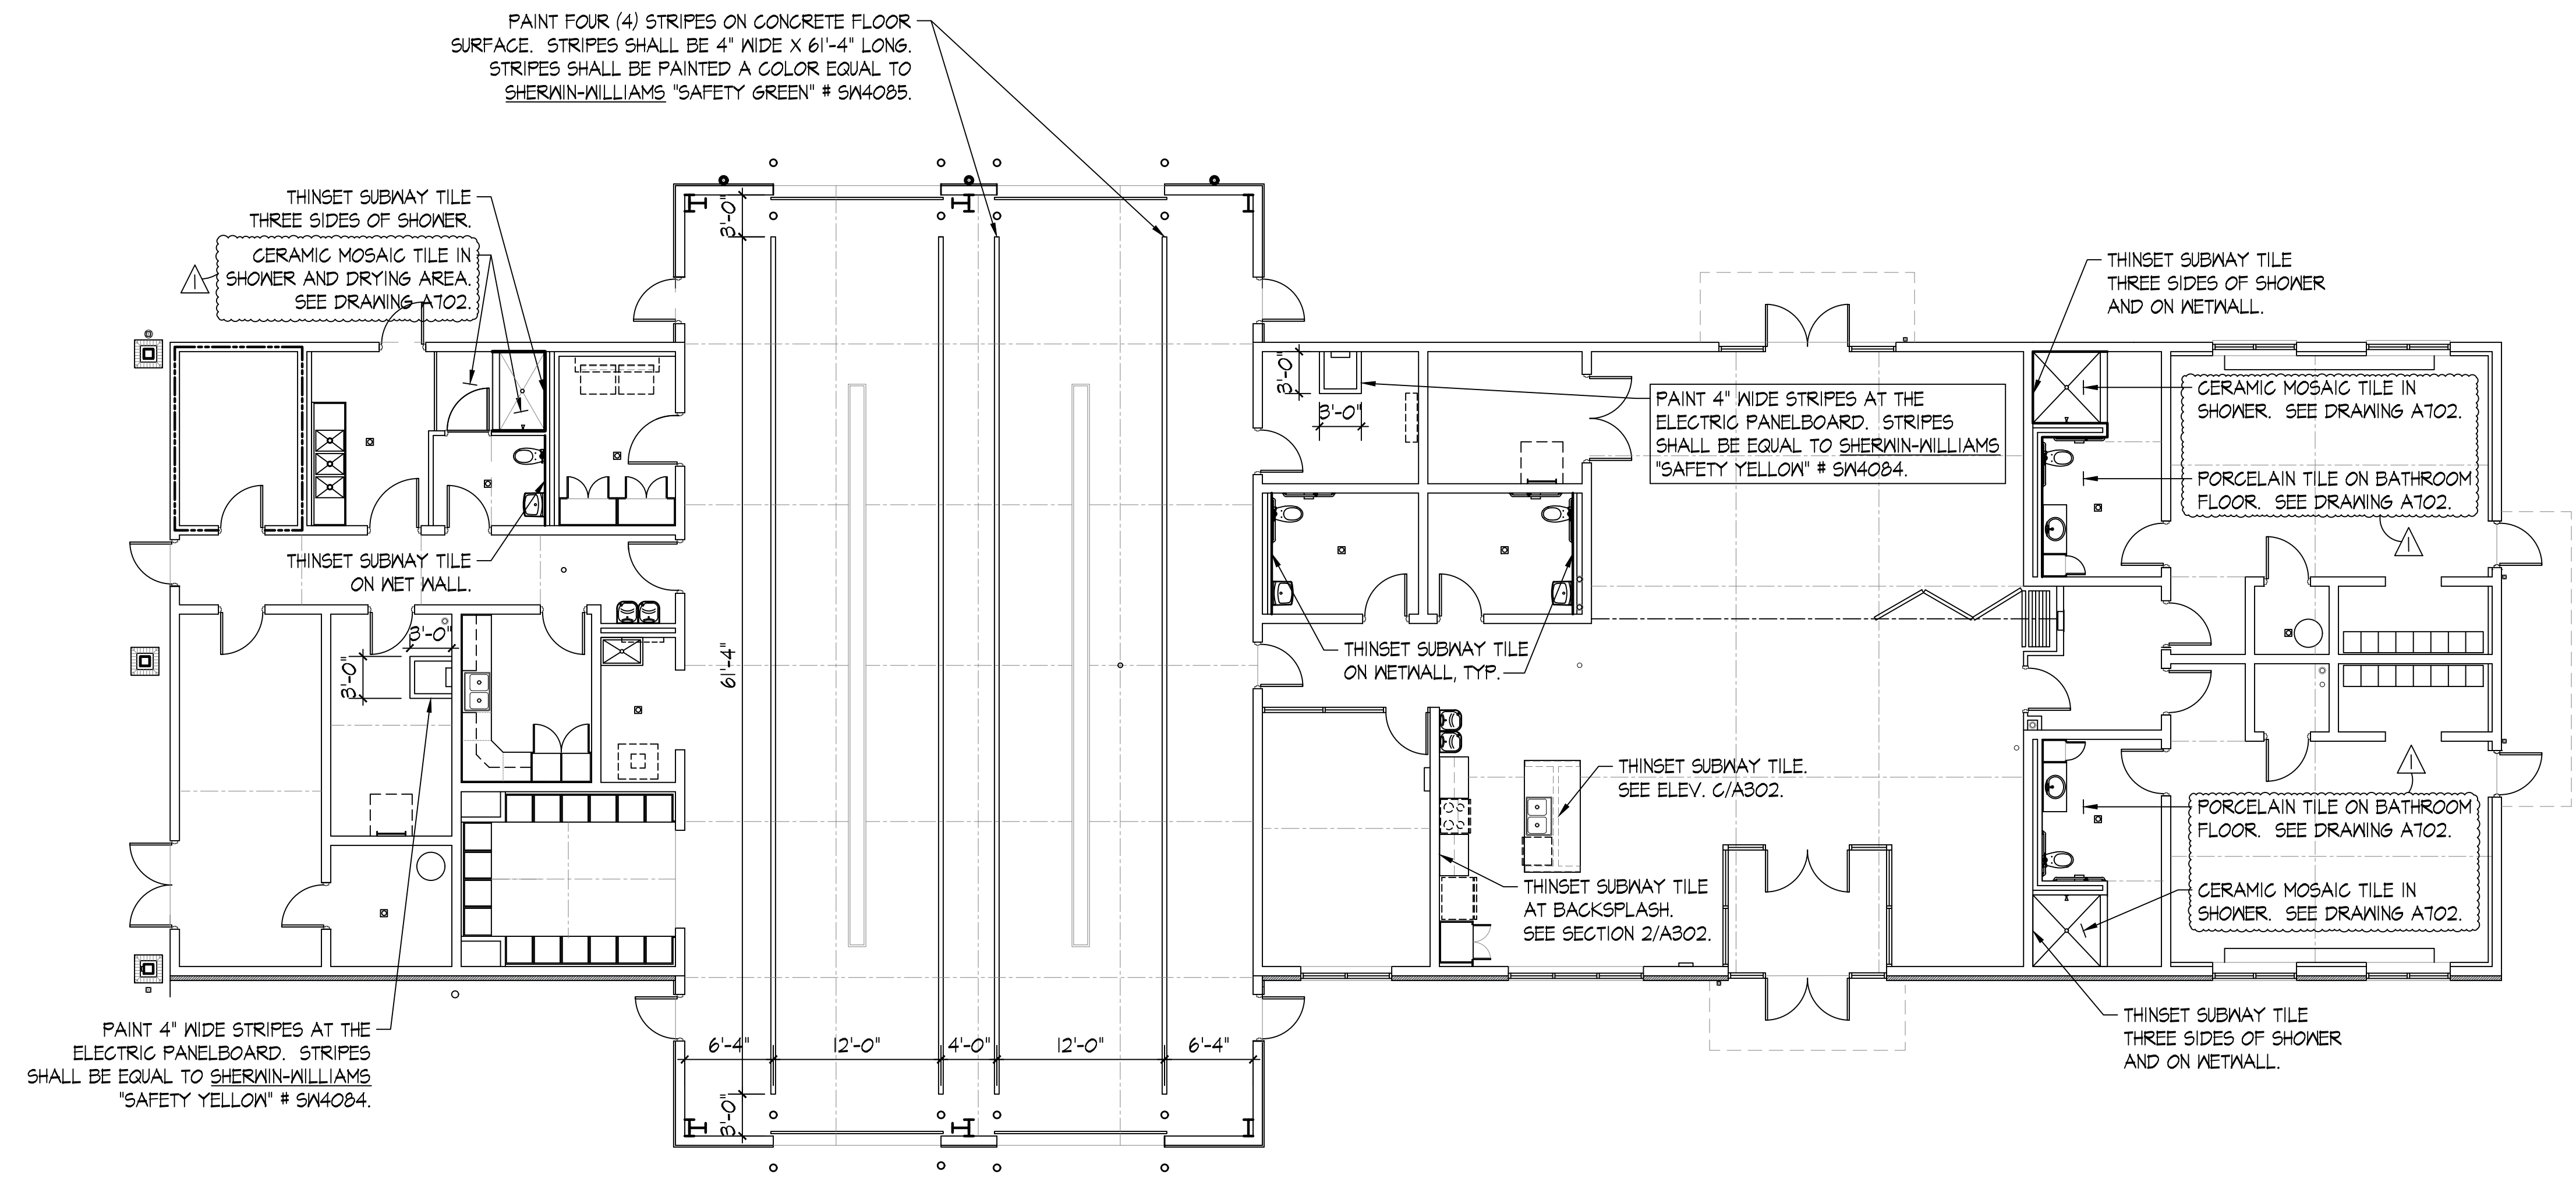 PAINT FOUR (4) STRIPES ON CONCRETE FLOOR
SURFACE. STRIPES SHALL BE 4" WIDE X 61'-4" LONG.
STRIPES SHALL BE PAINTED A COLOR EQUAL TO
SHERWIN-WILLIAMS "SAFETY GREEN" # SW4085.
THINSET SUBWAY TILE
THREE SIDES OF SHOWER.
CERAMIC MOSAIC TILE IN
SHOWER AND DRYING AREA.
SEE DRAWING A702.
1
3'-0"
THINSET SUBWAY TILE
THREE SIDES OF SHOWER
AND ON WETWALL.
3'-0"
3'-0"
PAINT 4" WIDE STRIPES AT THE
ELECTRIC PANELBOARD. STRIPES
SHALL BE EQUAL TO SHERWIN-WILLIAMS
"SAFETY YELLOW" # SW4084.
CERAMIC MOSAIC TILE IN
SHOWER. SEE DRAWING A702.
PORCELAIN TILE ON BATHROOM
FLOOR. SEE DRAWING A702.
1
THINSET SUBWAY TILE
ON WET WALL.
3'-0"
3'-0"
61'-4"
THINSET SUBWAY TILE
ON WETWALL, TYP.
THINSET SUBWAY TILE.
SEE ELEV. C/A302.
1
PORCELAIN TILE ON BATHROOM
FLOOR. SEE DRAWING A702.
THINSET SUBWAY TILE
AT BACKSPLASH.
SEE SECTION 2/A302.
CERAMIC MOSAIC TILE IN
SHOWER. SEE DRAWING A702.
PAINT 4" WIDE STRIPES AT THE
ELECTRIC PANELBOARD. STRIPES
SHALL BE EQUAL TO SHERWIN-WILLIAMS
"SAFETY YELLOW" # SW4084.
6'-4"
12'-0"
4'-0"
12'-0"
6'-4"
3'-0"
THINSET SUBWAY TILE
THREE SIDES OF SHOWER
AND ON WETWALL.